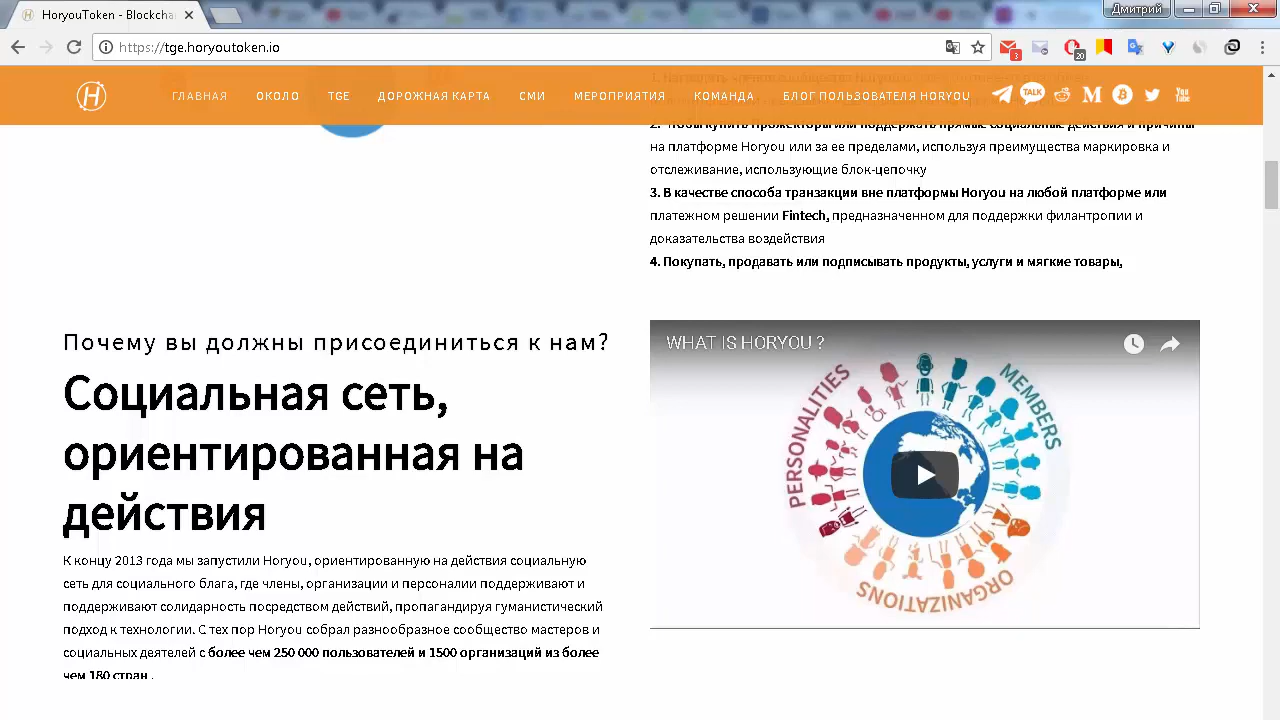 HoryouToken - Blockcha
Дмитрий
https://tge.horyoutoken.io
3
20
ГЛАВНАЯ
ОКОЛО
TGE
ДОРОЖНАЯ КАРТА
СМИ
МЕРОПРИЯТИЯ
КОМАНДА
БЛОГ ПОЛЬЗОВАТЕЛЯ HORYOU
TALK
You Tube
на платформе Horyou или за ее пределами, используя преимущества маркировка и
отслеживание, использующие блок-цепочку
3. В качестве способа транзакции вне платформы Horyou на любой платформе или
платежном решении Fintech, предназначенном для поддержки филантропии и
доказательства воздействия
4. Покупать, продавать или подписывать продукты, услуги и мягкие товары,
Почему вы должны присоединиться к нам?
Социальная сеть,
ориентированная на
действия
К концу 2013 года мы запустили Horyou, ориентированную на действия социальную
сеть для социального блага, где члены, организации и персоналии поддерживают и
поддерживают солидарность посредством действий, пропагандируя гуманистический
подход к технологии. С тех пор Horyou собрал разнообразное сообщество мастеров и
социальных деятелей с более чем 250 000 пользователей и 1500 организаций из более
чем 180 стран .
WHAT IS HORYOU ?
PERSONALITIES
MEMBERS
ORGANIZATIONS